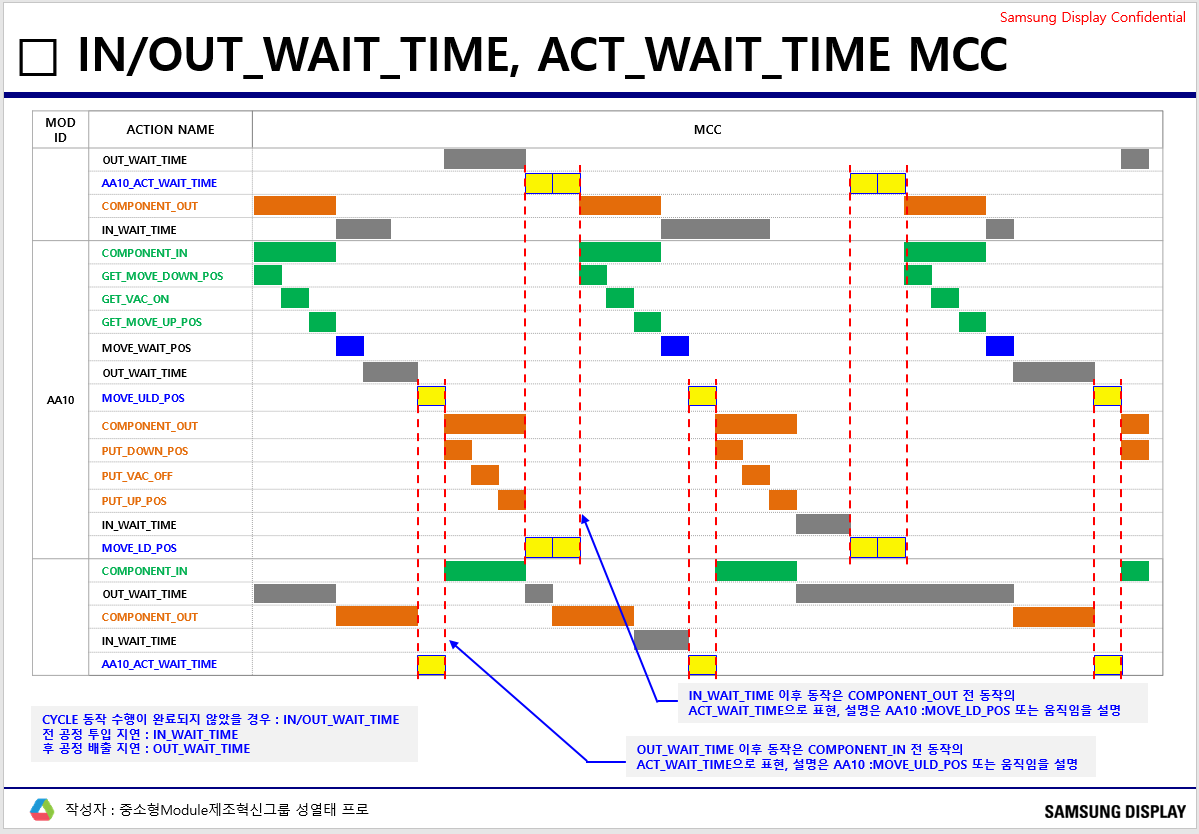 Samsung Display Confidential
□ IN/OUT_WAIT_TIME, ACT_WAIT_TIME MCC
MOD ID
ACTION NAME
MCC
OUT_WAIT_TIME
AA10_ACT_WAIT_TIME
COMPONENT_OUT
IN_WAIT_TIME
AA10
COMPONENT_IN
GET_MOVE_DOWN_POS
GET_VAC_ON
GET_MOVE_UP_POS
MOVE_WAIT_POS
OUT_WAIT_TIME
MOVE_ULD_POS
COMPONENT_OUT
PUT_DOWN_POS
PUT_VAC_OFF
PUT_UP_POS
IN_WAIT_TIME
MOVE_LD_POS
COMPONENT_IN
OUT_WAIT_TIME
COMPONENT_OUT
IN_WAIT_TIME
AA10_ACT_WAIT_TIME
IN_WAIT_TIME 이후 동작은 COMPONENT_OUT 전 동작의
ACT_WAIT_TIME으로 표현, 설명은 AA10 :MOVE_LD_POS 또는 움직임을 설명
CYCLE 동작 수행이 완료되지 않았을 경우 : IN/OUT_WAIT_TIME
전 공정 투입 지연 : IN_WAIT_TIME
후 공정 배출 지연 : OUT_WAIT_TIME
OUT_WAIT_TIME 이후 동작은 COMPONENT_IN 전 동작의
ACT_WAIT_TIME으로 표현, 설명은 AA10 :MOVE_ULD_POS 또는 움직임을 설명
작성자 : 중소형Module제조혁신그룹 성열태 프로
SAMSUNG DISPLAY